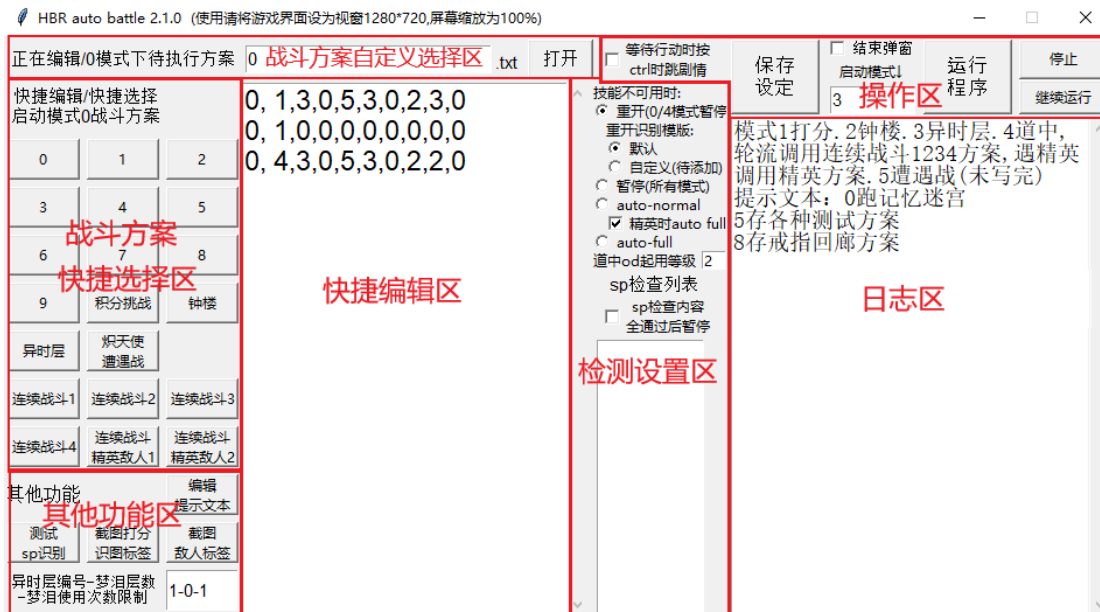 HBR auto battle 2.1.0 (使用请将游戏界面设为视窗1280*720,屏幕缩放为100%)
正在编辑/0模式下待执行方案
0
战斗方案自定义选择区
.txt
打开
等待行动时按
ctrl时跳剧情
保存
设定
结束弹窗
启动模式↓
3
运行
程序
操作区
停止
继续运行
快捷编辑/快捷选择
启动模式0战斗方案
0
1
2
3
4
5
6
7
8
9
积分挑战
钟楼
异时层
炽天使
遭遇战
连续战斗1
连续战斗2
连续战斗3
连续战斗4
连续战斗
精英敌人1
连续战斗
精英敌人2
战斗方案
快捷选择区
其他功能
编辑
提示文本
其他功能区
测试
sp识别
截图打分
识图标签
截图
敌人标签
异时层编号-梦泪层数
-梦泪使用次数限制
1-0-1
0, 1,3,0,5,3,0,2,3,0
0, 1,0,0,0,0,0,0,0,0
0, 4,3,0,5,3,0,2,2,0
快捷编辑区
技能不可用时:
重开(0/4模式暂停
重开识别模版:
默认
自定义(待添加)
暂停(所有模式)
auto-normal
精英时auto full
auto-full
道中od起用等级
2
sp检查列表
sp检查内容
全通过后暂停
检测设置区
模式1打分.2钟楼.3异时层.4道中,
轮流调用连续战斗1234方案,遇精英
调用精英方案.5遭遇战(未写完)
提示文本：0跑记忆迷宫
5存各种测试方案
8存戒指回廊方案
日志区